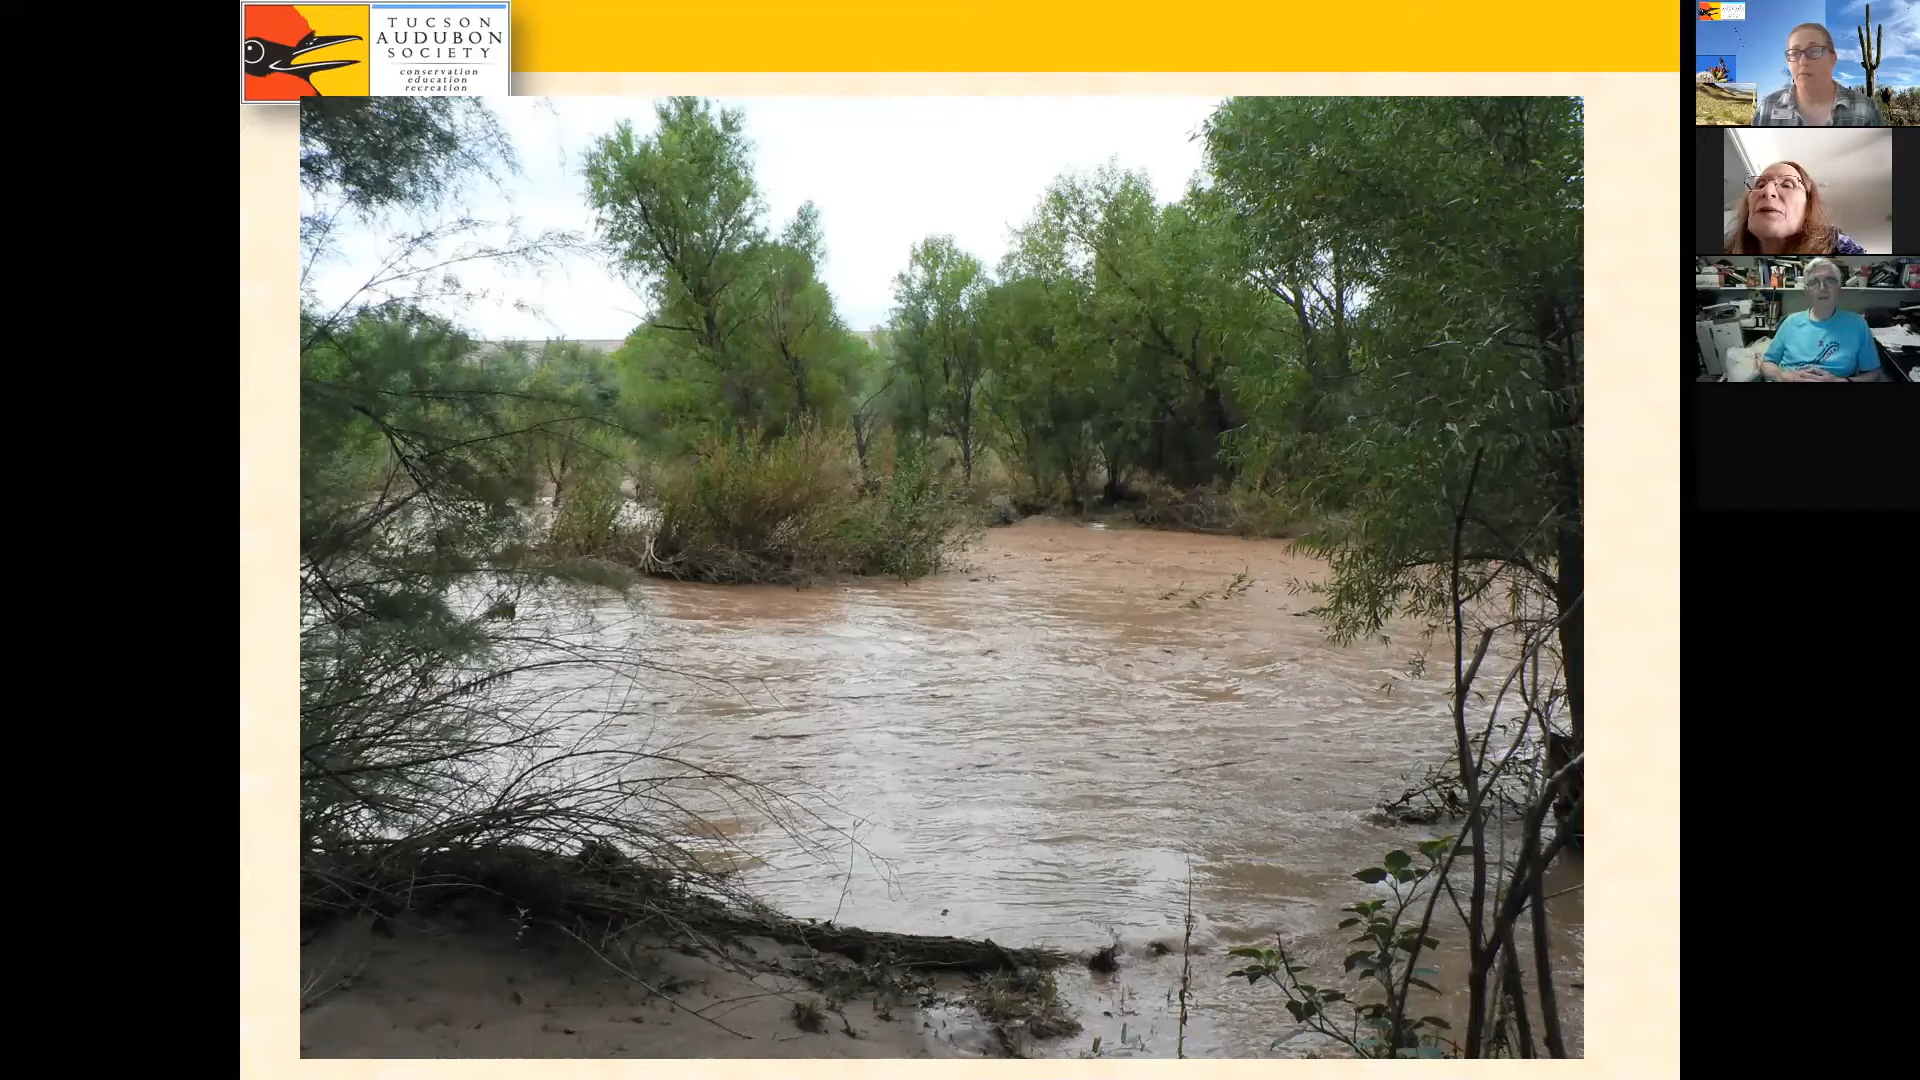 TUCSON
AUDUBON
SOCIETY
conservation
education
recreation